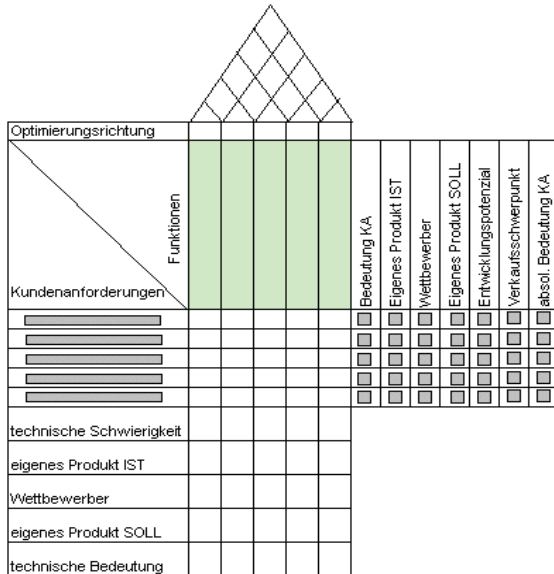 Optimierungsrichtung
Funktionen
Kundenanforderungen
Bedeutung KA
Eigenes Produkt IST
Wettbewerber
Eigenes Produkt SOLL
Entwicklungspotenzial
Verkaufsschwerpunkt
absol. Bedeutung KA
technische Schwierigkeit
eigenes Produkt IST
Wettbewerber
eigenes Produkt SOLL
technische Bedeutung